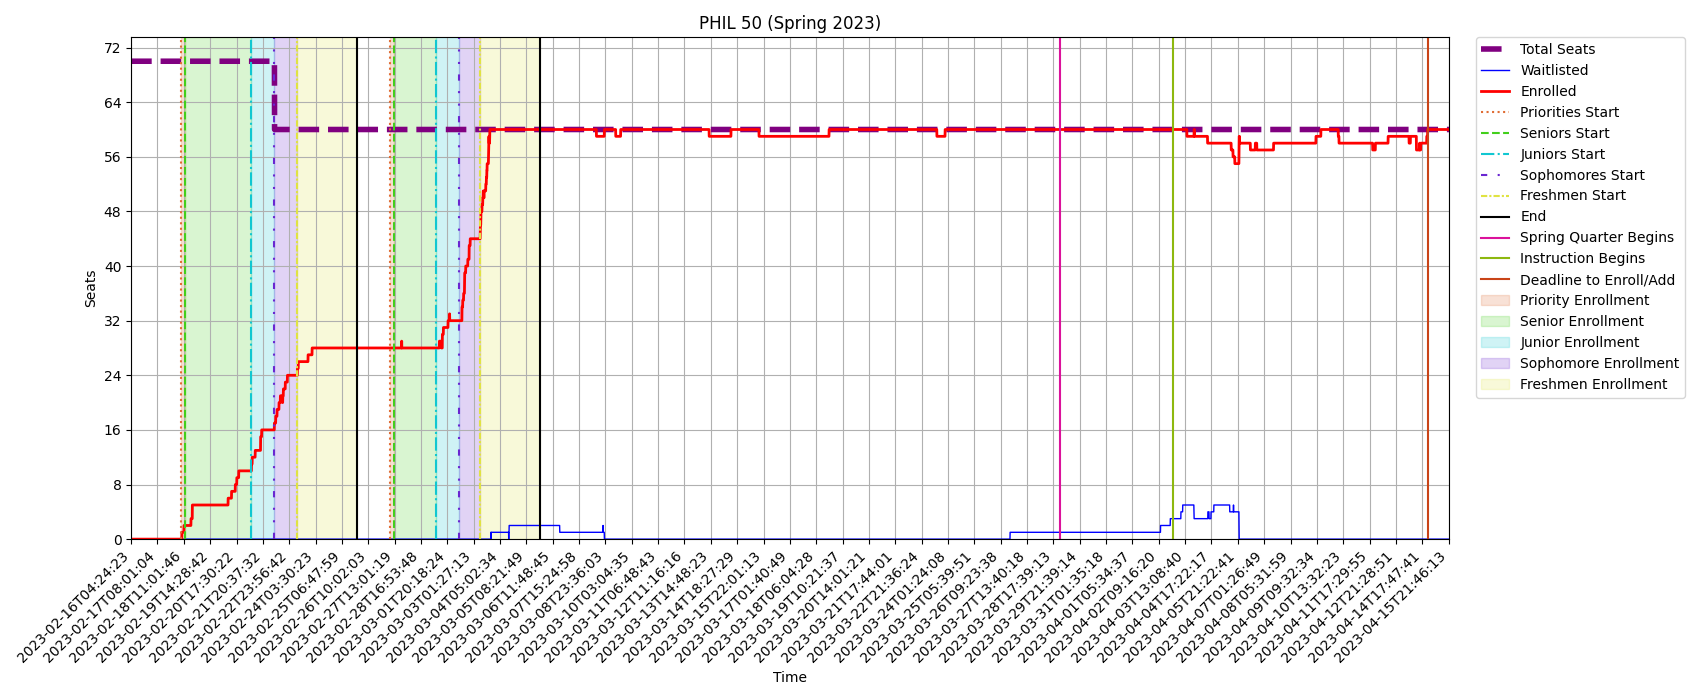 PHIL 50 (Spring 2023)
72
64
56
48
40
32
24
16
8
0
Seats
2023-02-16T04:24:23
2023-02-17T08:01:04
2023-02-18T11:01:46
2023-02-19T14:28:42
2023-02-20T17:30:22
2023-02-21T20:37:32
2023-02-22T23:56:42
2023-02-24T03:30:23
2023-02-25T06:47:59
2023-02-26T10:02:03
2023-02-27T13:01:19
2023-02-28T16:53:48
2023-03-01T20:18:24
2023-03-03T01:27:13
2023-03-04T05:02:34
2023-03-05T08:21:49
2023-03-06T11:48:45
2023-03-07T15:24:58
2023-03-08T23:36:03
2023-03-10T03:04:35
2023-03-11T06:48:43
2023-03-12T11:16:16
2023-03-13T14:48:23
2023-03-14T18:27:29
2023-03-15T22:01:13
2023-03-17T01:40:49
2023-03-18T06:04:28
2023-03-19T10:21:37
2023-03-20T14:01:21
2023-03-21T17:44:01
2023-03-22T21:36:24
2023-03-24T01:24:08
2023-03-25T05:39:51
2023-03-26T09:23:38
2023-03-27T13:40:18
2023-03-28T17:39:13
2023-03-29T21:39:14
2023-03-31T01:35:18
2023-04-01T05:34:37
2023-04-02T09:16:20
2023-04-03T13:08:40
2023-04-04T17:22:17
2023-04-05T21:22:41
2023-04-07T01:26:49
2023-04-08T05:31:59
2023-04-09T09:32:34
2023-04-10T13:32:23
2023-04-11T17:29:55
2023-04-12T21:28:51
2023-04-14T17:47:41
2023-04-15T21:46:13
Time
Total Seats
Waitlisted
Enrolled
Priorities Start
Seniors Start
Juniors Start
Sophomores Start
Freshmen Start
End
Spring Quarter Begins
Instruction Begins
Deadline to Enroll/Add
Priority Enrollment
Senior Enrollment
Junior Enrollment
Sophomore Enrollment
Freshmen Enrollment